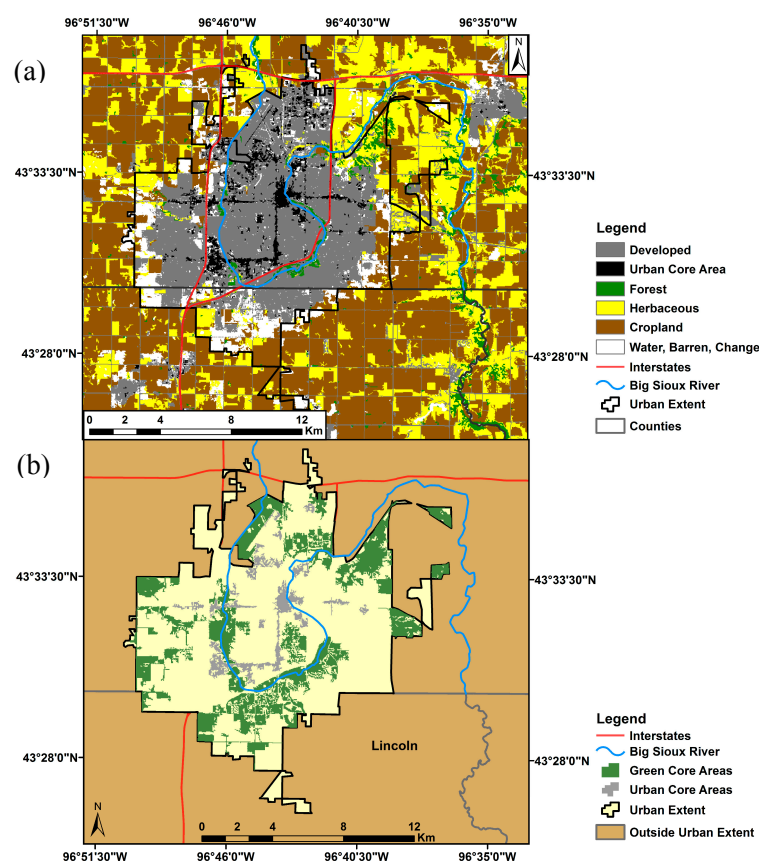 96°51'30"W 96°46'0"W 96°40'30"W 96°35'0"W
(a)
N
43°33'30"N 43°33'30"N
43°28'0"N 43°28'0"N
Legend
Developed
Urban Core Area
Forest
Herbaceous
Cropland
Water, Barren, Change
Interstates
Big Sioux River
Urban Extent
Counties
0 2 4 8 12
Km
(b)
43°33'30"N 43°33'30"N
43°28'0"N 43°28'0"N
Lincoln
Legend
Interstates
Big Sioux River
Green Core Areas
Urban Core Areas
Urban Extent
Outside Urban Extent
N
0 2 4 8 12
Km
96°51'30"W 96°46'0"W 96°40'30"W 96°35'0"W